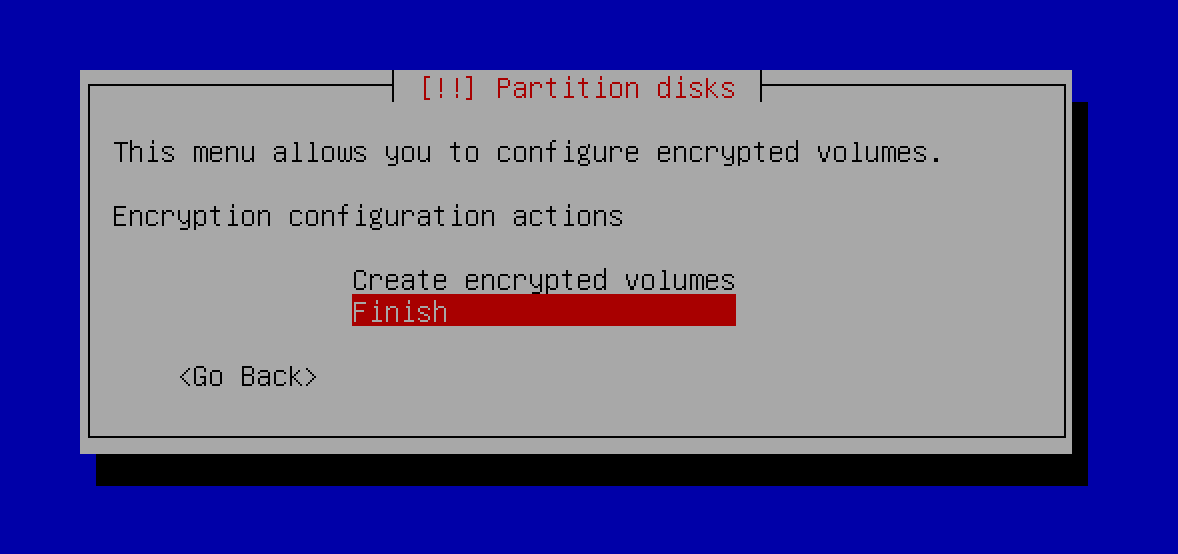 [!!] Partition disks
This menu allows you to configure encrypted volumes.
Encryption configuration actions
Create encrypted volumes
Finish
<Go Back>